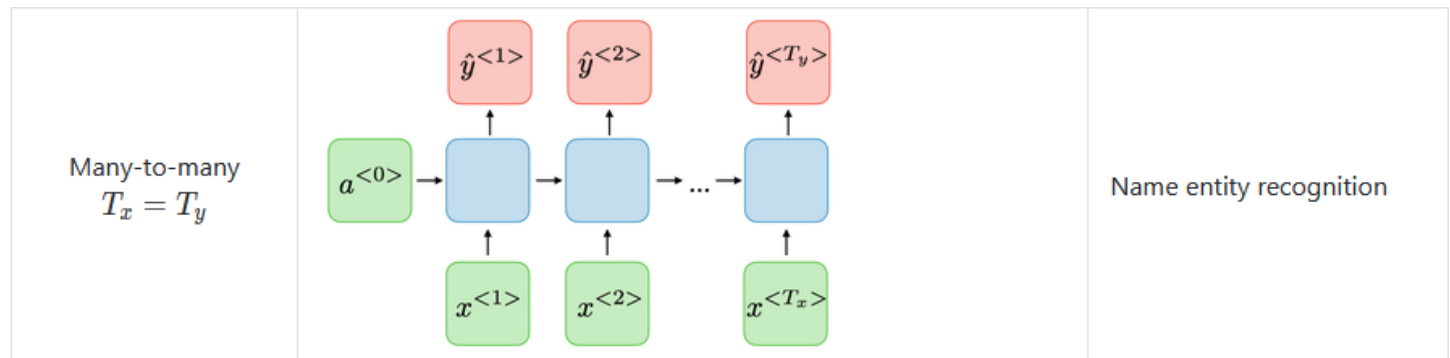 Many-to-many
T_x = T_y
ŷ^{<1>} ŷ^{<2>} ŷ^{<T_y>}
a^{<0>} ...
x^{<1>} x^{<2>} x^{<T_x>}
Name entity recognition